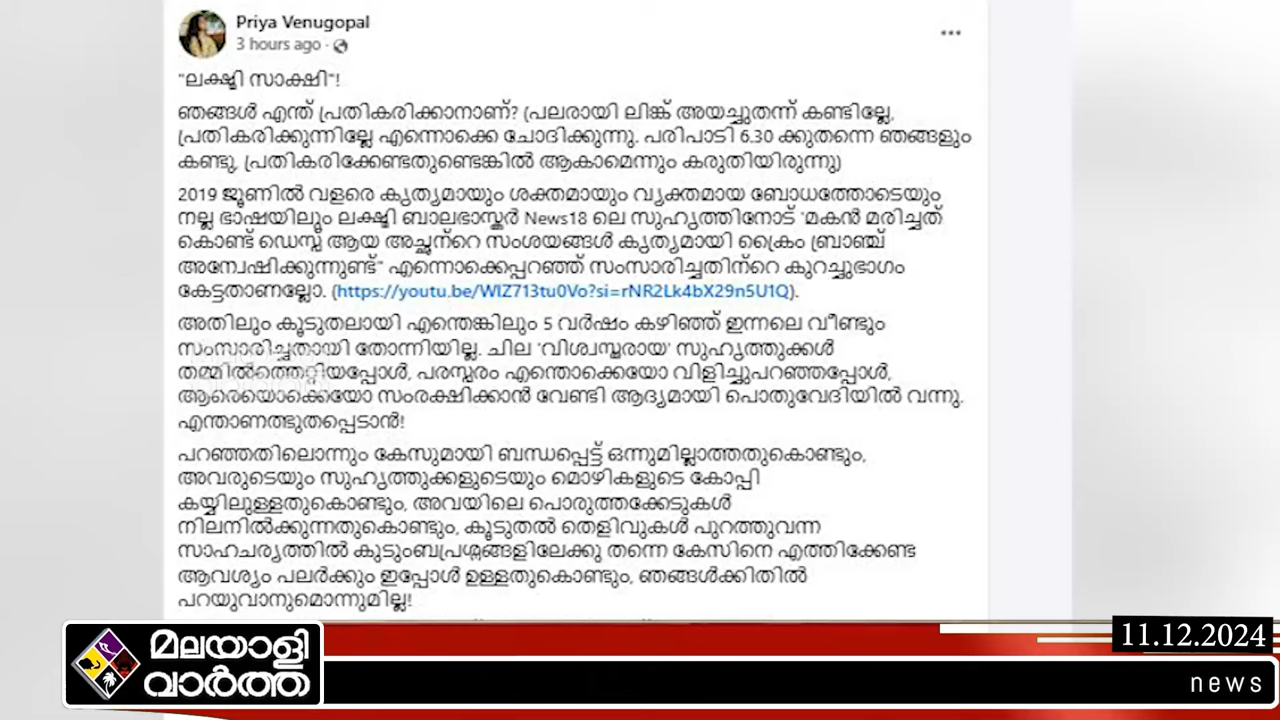 Priya Venugopal
3 hours ago ·
"ലക്ഷ്മി സാക്ഷി"!
ഞങ്ങൾ എന്ത് പ്രതികരിക്കാനാണ്? (പലരായി ലിങ്ക് അയച്ചുതന്ന് കണ്ടില്ലേ,
പ്രതികരിക്കുന്നില്ലേ എന്നൊക്കെ ചോദിക്കുന്നു. പരിപാടി 6.30 ക്കുതന്നെ ഞങ്ങളും
കണ്ടു, പ്രതികരിക്കേണ്ടതുണ്ടെങ്കിൽ ആകാമെന്നും കരുതിയിരുന്നു)
2019 ജൂണിൽ വളരെ കൃത്യമായും ശക്തമായും വ്യക്തമായ ബോധത്തോടെയും
നല്ല ഭാഷയിലും ലക്ഷ്മി ബാലഭാസ്കർ News18 ലെ സുഹൃത്തിനോട് "മകൻ മരിച്ചത്
കൊണ്ട് ഡെസ്പ് ആയ അച്ഛന്റെ സംശയങ്ങൾ കൃത്യമായി ക്രൈം ബ്രാഞ്ച്
അന്വേഷിക്കുന്നുണ്ട്" എന്നൊക്കെപ്പറഞ്ഞ് സംസാരിച്ചതിന്റെ കുറച്ചുഭാഗം
കേട്ടതാണല്ലോ. (https://youtu.be/WIZ713tu0Vo?si=rNR2Lk4bX29n5U1Q).
അതിലും കൂടുതലായി എന്തെങ്കിലും 5 വർഷം കഴിഞ്ഞ് ഇന്നലെ വീണ്ടും
സംസാരിച്ചതായി തോന്നിയില്ല. ചില 'വിശ്വസ്തരായ' സുഹൃത്തുക്കൾ
തമ്മിൽത്തെറ്റിയപ്പോൾ, പരസ്പരം എന്തൊക്കെയോ വിളിച്ചുപറഞ്ഞപ്പോൾ,
ആരെയൊക്കെയോ സംരക്ഷിക്കാൻ വേണ്ടി ആദ്യമായി പൊതുവേദിയിൽ വന്നു.
എന്താണത്ഭുതപ്പെടാൻ!
പറഞ്ഞതിലൊന്നും കേസുമായി ബന്ധപ്പെട്ട് ഒന്നുമില്ലാത്തതുകൊണ്ടും,
അവരുടെയും സുഹൃത്തുക്കളുടെയും മൊഴികളുടെ കോപ്പി
കയ്യിലുള്ളതുകൊണ്ടും, അവയിലെ പൊരുത്തക്കേടുകൾ
നിലനിൽക്കുന്നതുകൊണ്ടും, കൂടുതൽ തെളിവുകൾ പുറത്തുവന്ന
സാഹചര്യത്തിൽ കുടുംബപ്രശ്നങ്ങളിലേക്കു തന്നെ കേസിനെ എത്തിക്കേണ്ട
ആവശ്യം പലർക്കും ഇപ്പോൾ ഉള്ളതുകൊണ്ടും, ഞങ്ങൾക്കിതിൽ
പറയുവാനുമൊന്നുമില്ല!
മലയാളി
വാർത്ത
11.12.2024
news